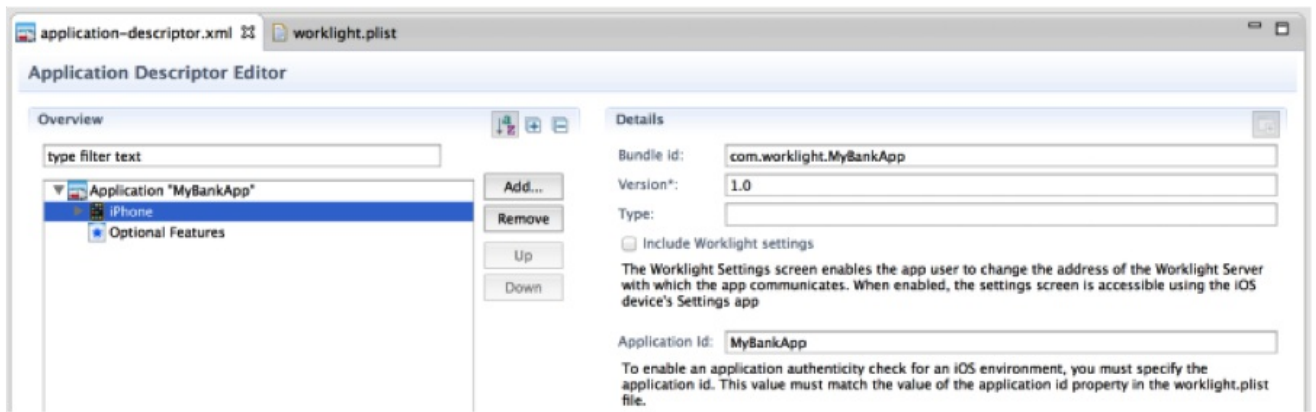 application-descriptor.xml
worklight.plist
Application Descriptor Editor
Overview
type filter text
Application "MyBankApp"
iPhone
Optional Features
Add...
Remove
Up
Down
Details
Bundle id: com.worklight.MyBankApp
Version*: 1.0
Type:
Include Worklight settings
The Worklight Settings screen enables the app user to change the address of the Worklight Server
with which the app communicates. When enabled, the settings screen is accessible using the iOS
device's Settings app
Application Id: MyBankApp
To enable an application authenticity check for an iOS environment, you must specify the
application id. This value must match the value of the application id property in the worklight.plist
file.